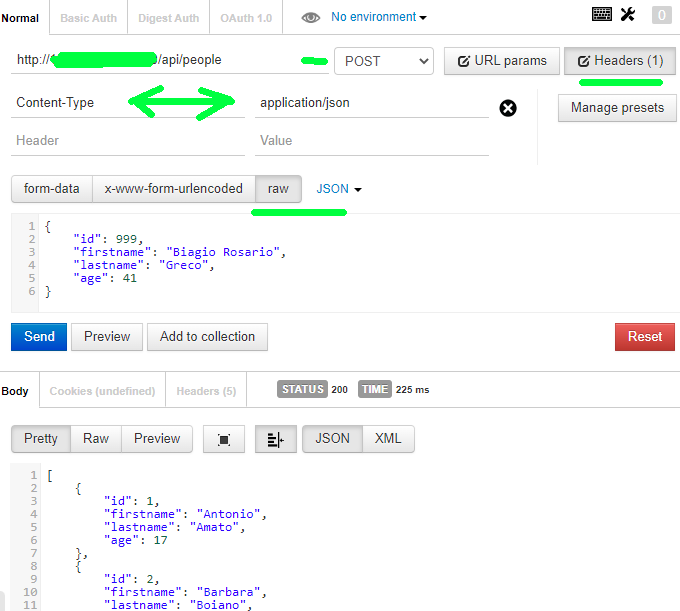 Normal Basic Auth Digest Auth OAuth 1.0 No environment 0
http:// /api/people POST URL params Headers (1)
Content-Type application/json Manage presets
Header Value
form-data x-www-form-urlencoded raw JSON
1 {
2 "id": 999,
3 "firstname": "Biagio Rosario",
4 "lastname": "Greco",
5 "age": 41
6 }
Send Preview Add to collection Reset
Body Cookies (undefined) Headers (5) STATUS 200 TIME 225 ms
Pretty Raw Preview JSON XML
1 [
2 {
3 "id": 1,
4 "firstname": "Antonio",
5 "lastname": "Amato",
6 "age": 17
7 },
8 {
9 "id": 2,
10 "firstname": "Barbara",
11 "lastname": "Boiano",